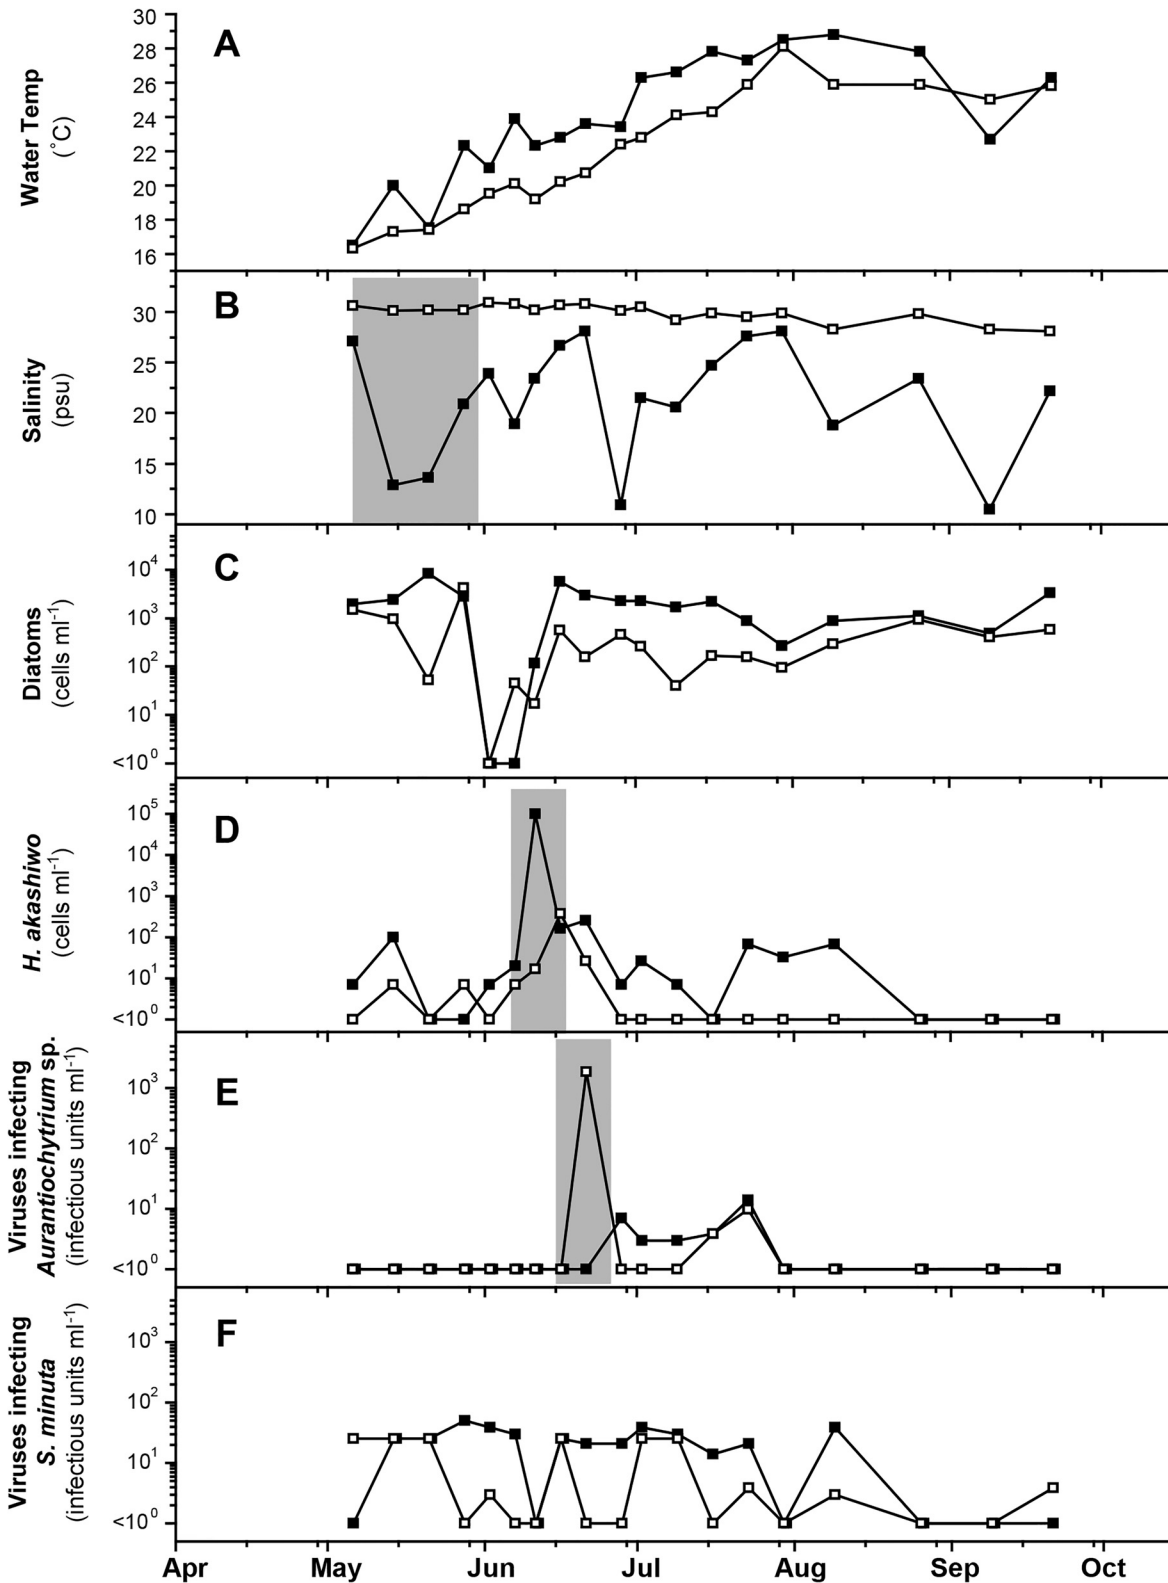 A
Water Temp
(°C)
30
28
26
24
22
20
18
16
B
Salinity
(psu)
30
25
20
15
10
C
Diatoms
(cells ml⁻¹)
10⁴
10³
10²
10¹
<10⁰
D
H. akashiwo
(cells ml⁻¹)
10⁵
10⁴
10³
10²
10¹
<10⁰
E
Viruses infecting
Aurantiochytrium sp.
(infectious units ml⁻¹)
10³
10²
10¹
<10⁰
F
Viruses infecting
S. minuta
(infectious units ml⁻¹)
10³
10²
10¹
<10⁰
Apr May Jun Jul Aug Sep Oct